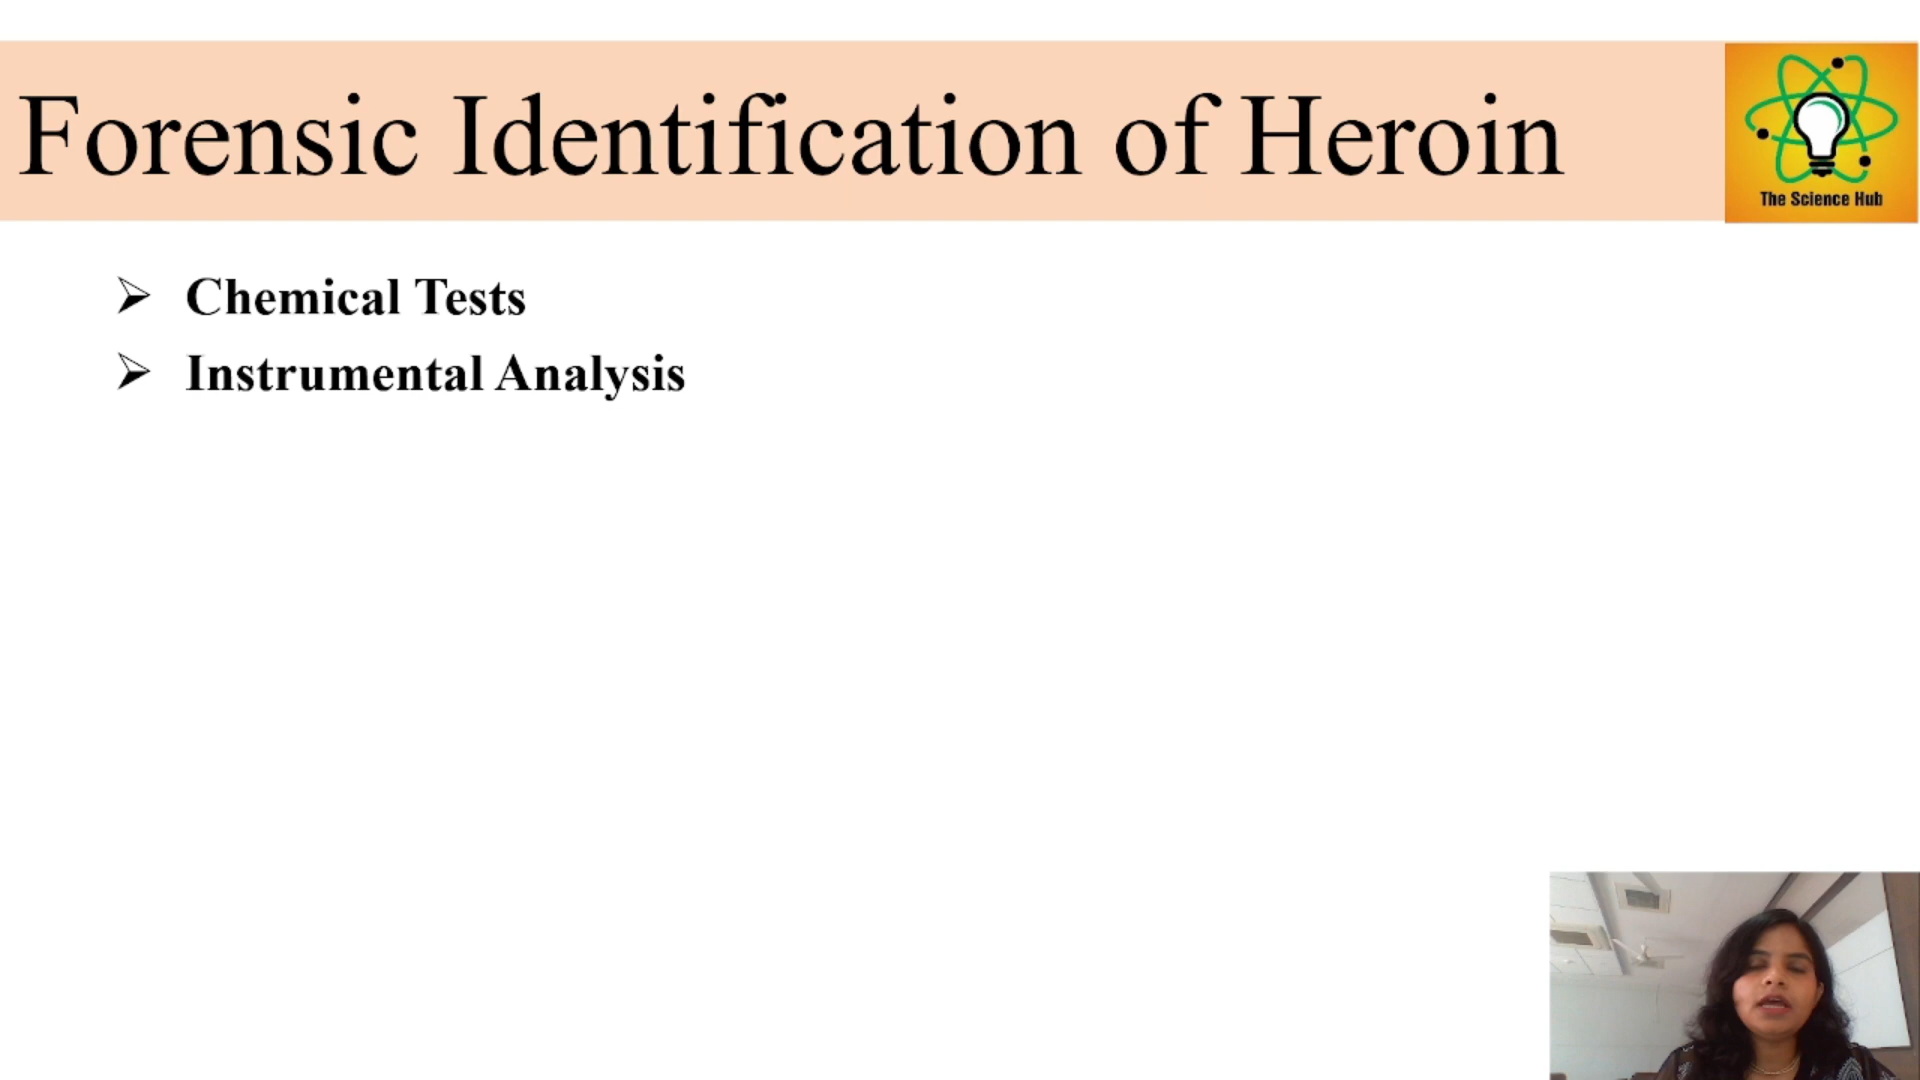 Forensic Identification of Heroin
The Science Hub
Chemical Tests
Instrumental Analysis